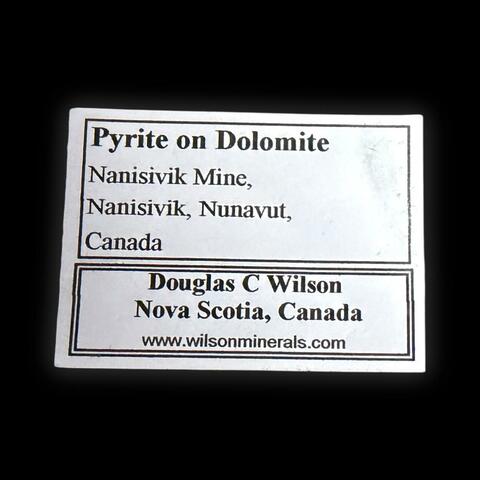 Pyrite on Dolomite
Nanisivik Mine,
Nanisivik, Nunavut,
Canada
Douglas C Wilson
Nova Scotia, Canada
www.wilsonminerals.com